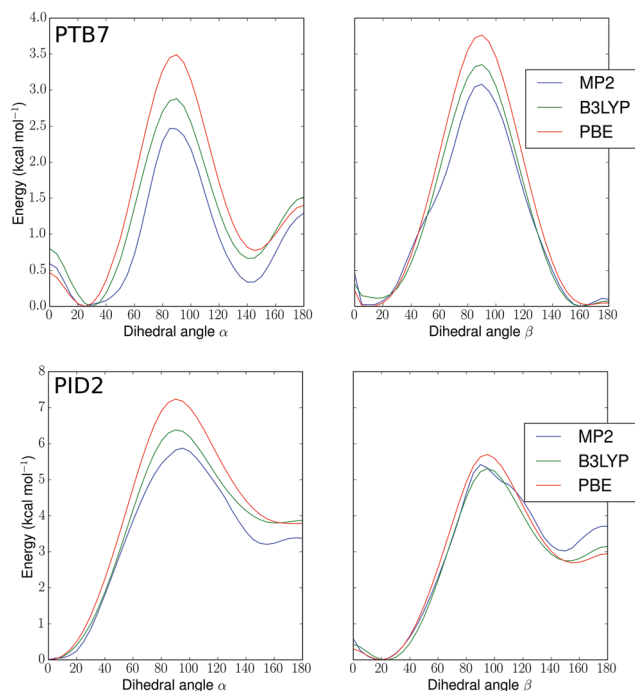 PTB7
4.0
3.5
3.0
2.5
2.0
1.5
1.0
0.5
0.0
Energy (kcal mol⁻¹)
0 20 40 60 80 100 120 140 160 180
Dihedral angle α
MP2
B3LYP
PBE
0 20 40 60 80 100 120 140 160 180
Dihedral angle β
PID2
8
7
6
5
4
3
2
1
0
Energy (kcal mol⁻¹)
0 20 40 60 80 100 120 140 160 180
Dihedral angle α
MP2
B3LYP
PBE
0 20 40 60 80 100 120 140 160 180
Dihedral angle β